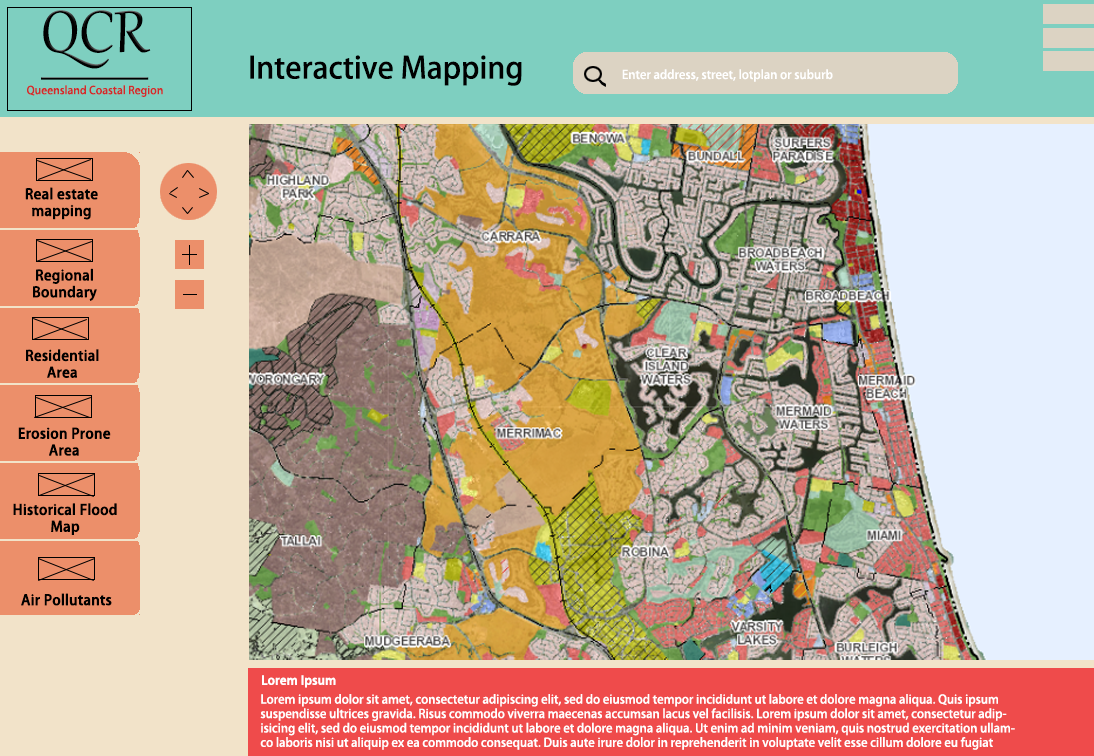 QCR
Queensland Coastal Region
Interactive Mapping
Enter address, street, lotplan or suburb
Real estate
mapping
Regional
Boundary
Residential
Area
Erosion Prone
Area
Historical Flood
Map
Air Pollutants
BENOWA
BUNDALL
SURFERS
PARADISE
HIGHLAND
PARK
CARRARA
BROADBEACH
WATERS
BROADBEACH
CLEAR
ISLAND
WATERS
WORONGARY
MERMAID
BEACH
MERMAID
WATERS
MERRIMAC
TALLAI
ROBINA
MIAMI
VARSITY
LAKES
MUDGEERABA
BURLEIGH
WATERS
Lorem Ipsum
Lorem ipsum dolor sit amet, consectetur adipiscing elit, sed do eiusmod tempor incididunt ut labore et dolore magna aliqua. Quis ipsum
suspendisse ultrices gravida. Risus commodo viverra maecenas accumsan lacus vel facilisis. Lorem ipsum dolor sit amet, consectetur adip-
isicing elit, sed do eiusmod tempor incididunt ut labore et dolore magna aliqua. Ut enim ad minim veniam, quis nostrud exercitation ullam-
co laboris nisi ut aliquip ex ea commodo consequat. Duis aute irure dolor in reprehenderit in voluptate velit esse cillum dolore eu fugiat